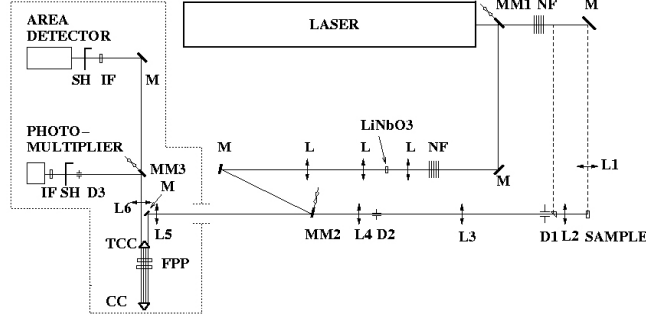 MM1 NF M
LASER
AREA
DETECTOR
SH IF
M
PHOTO-
MULTIPLIER
MM3
IF SH D3
M
L6
L5
TCC
FPP
CC
M L L LiNbO3 L NF
M
L1
MM2 L4 D2 L3 D1 L2 SAMPLE